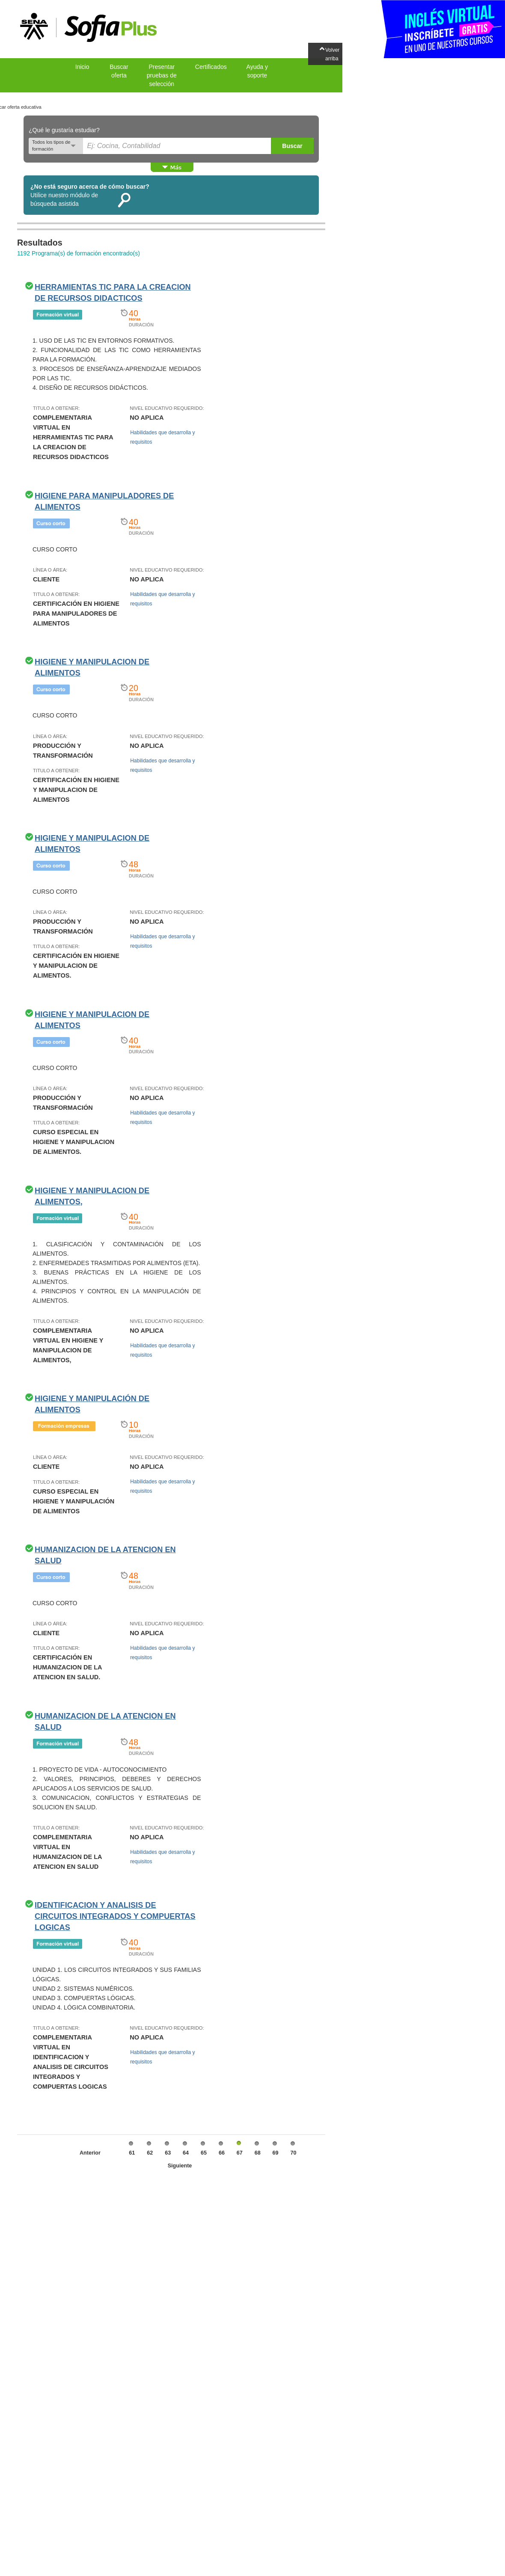 SENA
SofiaPlus
INGLÉS VIRTUAL
INSCRÍBETE GRATIS
EN UNO DE NUESTROS CURSOS
Volver
arriba
Inicio
Buscar
oferta
Presentar
pruebas de
selección
Certificados
Ayuda y
soporte
car oferta educativa
¿Qué le gustaría estudiar?
Todos los tipos de
formación
Ej: Cocina, Contabilidad
Buscar
Más
¿No está seguro acerca de cómo buscar?
Utilice nuestro módulo de
búsqueda asistida
Resultados
1192 Programa(s) de formación encontrado(s)
HERRAMIENTAS TIC PARA LA CREACION
DE RECURSOS DIDACTICOS
Formación virtual
40
Horas
DURACIÓN
1. USO DE LAS TIC EN ENTORNOS FORMATIVOS.
2. FUNCIONALIDAD DE LAS TIC COMO HERRAMIENTAS
PARA LA FORMACIÓN.
3. PROCESOS DE ENSEÑANZA-APRENDIZAJE MEDIADOS
POR LAS TIC.
4. DISEÑO DE RECURSOS DIDÁCTICOS.
TITULO A OBTENER:
COMPLEMENTARIA
VIRTUAL EN
HERRAMIENTAS TIC PARA
LA CREACION DE
RECURSOS DIDACTICOS
NIVEL EDUCATIVO REQUERIDO:
NO APLICA
Habilidades que desarrolla y
requisitos
HIGIENE PARA MANIPULADORES DE
ALIMENTOS
Curso corto
40
Horas
DURACIÓN
CURSO CORTO
LÍNEA O ÁREA:
CLIENTE
TITULO A OBTENER:
CERTIFICACIÓN EN HIGIENE
PARA MANIPULADORES DE
ALIMENTOS
NIVEL EDUCATIVO REQUERIDO:
NO APLICA
Habilidades que desarrolla y
requisitos
HIGIENE Y MANIPULACION DE
ALIMENTOS
Curso corto
20
Horas
DURACIÓN
CURSO CORTO
LÍNEA O ÁREA:
PRODUCCIÓN Y
TRANSFORMACIÓN
TITULO A OBTENER:
CERTIFICACIÓN EN HIGIENE
Y MANIPULACION DE
ALIMENTOS
NIVEL EDUCATIVO REQUERIDO:
NO APLICA
Habilidades que desarrolla y
requisitos
HIGIENE Y MANIPULACION DE
ALIMENTOS
Curso corto
48
Horas
DURACIÓN
CURSO CORTO
LÍNEA O ÁREA:
PRODUCCIÓN Y
TRANSFORMACIÓN
TITULO A OBTENER:
CERTIFICACIÓN EN HIGIENE
Y MANIPULACION DE
ALIMENTOS.
NIVEL EDUCATIVO REQUERIDO:
NO APLICA
Habilidades que desarrolla y
requisitos
HIGIENE Y MANIPULACION DE
ALIMENTOS
Curso corto
40
Horas
DURACIÓN
CURSO CORTO
LÍNEA O ÁREA:
PRODUCCIÓN Y
TRANSFORMACIÓN
TITULO A OBTENER:
CURSO ESPECIAL EN
HIGIENE Y MANIPULACION
DE ALIMENTOS.
NIVEL EDUCATIVO REQUERIDO:
NO APLICA
Habilidades que desarrolla y
requisitos
HIGIENE Y MANIPULACION DE
ALIMENTOS,
Formación virtual
40
Horas
DURACIÓN
1. CLASIFICACIÓN Y CONTAMINACIÓN DE LOS
ALIMENTOS.
2. ENFERMEDADES TRASMITIDAS POR ALIMENTOS (ETA).
3. BUENAS PRÁCTICAS EN LA HIGIENE DE LOS
ALIMENTOS.
4. PRINCIPIOS Y CONTROL EN LA MANIPULACIÓN DE
ALIMENTOS.
TITULO A OBTENER:
COMPLEMENTARIA
VIRTUAL EN HIGIENE Y
MANIPULACION DE
ALIMENTOS,
NIVEL EDUCATIVO REQUERIDO:
NO APLICA
Habilidades que desarrolla y
requisitos
HIGIENE Y MANIPULACIÓN DE
ALIMENTOS
Formación empresas
10
Horas
DURACIÓN
LÍNEA O ÁREA:
CLIENTE
TITULO A OBTENER:
CURSO ESPECIAL EN
HIGIENE Y MANIPULACIÓN
DE ALIMENTOS
NIVEL EDUCATIVO REQUERIDO:
NO APLICA
Habilidades que desarrolla y
requisitos
HUMANIZACION DE LA ATENCION EN
SALUD
Curso corto
48
Horas
DURACIÓN
CURSO CORTO
LÍNEA O ÁREA:
CLIENTE
TITULO A OBTENER:
CERTIFICACIÓN EN
HUMANIZACION DE LA
ATENCION EN SALUD.
NIVEL EDUCATIVO REQUERIDO:
NO APLICA
Habilidades que desarrolla y
requisitos
HUMANIZACION DE LA ATENCION EN
SALUD
Formación virtual
48
Horas
DURACIÓN
1. PROYECTO DE VIDA - AUTOCONOCIMIENTO
2. VALORES, PRINCIPIOS, DEBERES Y DERECHOS
APLICADOS A LOS SERVICIOS DE SALUD.
3. COMUNICACIÓN, CONFLICTOS Y ESTRATEGIAS DE
SOLUCION EN SALUD.
TITULO A OBTENER:
COMPLEMENTARIA
VIRTUAL EN
HUMANIZACION DE LA
ATENCION EN SALUD
NIVEL EDUCATIVO REQUERIDO:
NO APLICA
Habilidades que desarrolla y
requisitos
IDENTIFICACION Y ANALISIS DE
CIRCUITOS INTEGRADOS Y COMPUERTAS
LOGICAS
Formación virtual
40
Horas
DURACIÓN
UNIDAD 1. LOS CIRCUITOS INTEGRADOS Y SUS FAMILIAS
LÓGICAS.
UNIDAD 2. SISTEMAS NUMÉRICOS.
UNIDAD 3. COMPUERTAS LÓGICAS.
UNIDAD 4. LÓGICA COMBINATORIA.
TITULO A OBTENER:
COMPLEMENTARIA
VIRTUAL EN
IDENTIFICACION Y
ANALISIS DE CIRCUITOS
INTEGRADOS Y
COMPUERTAS LOGICAS
NIVEL EDUCATIVO REQUERIDO:
NO APLICA
Habilidades que desarrolla y
requisitos
Anterior 61 62 63 64 65 66 67 68 69 70
Siguiente